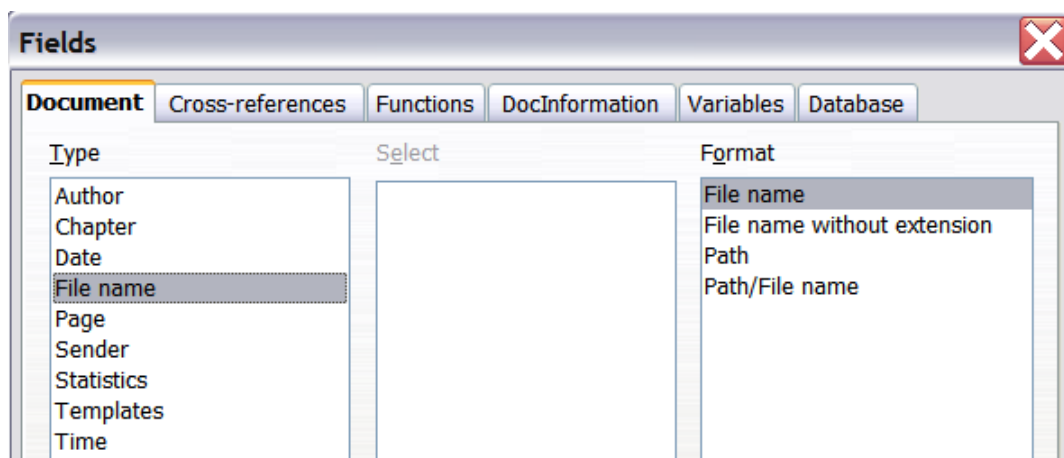 Fields
Document Cross-references Functions DocInformation Variables Database
Type Select Format
Author
Chapter
Date
File name
Page
Sender
Statistics
Templates
Time
File name
File name without extension
Path
Path/File name